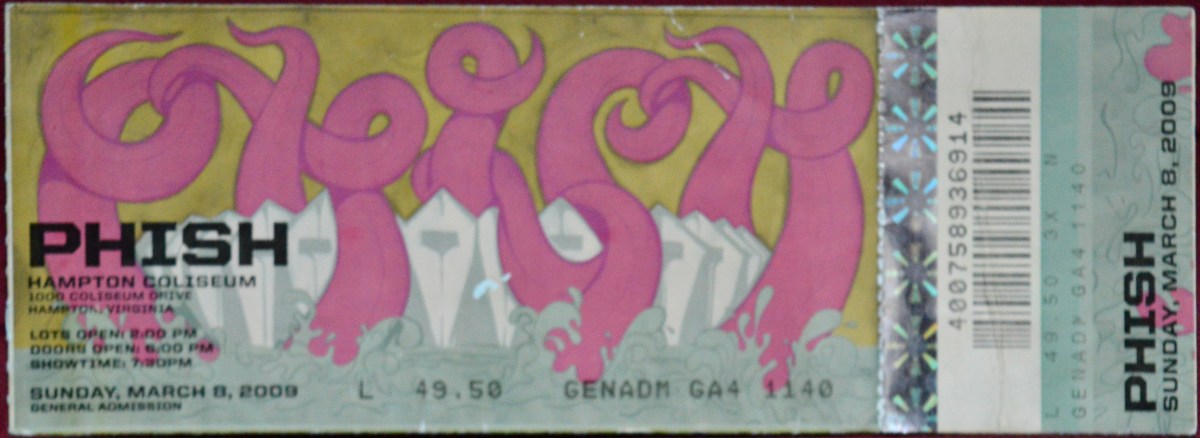 PHISH
PHISH
HAMPTON COLISEUM
1000 COLISEUM DRIVE
HAMPTON, VIRGINIA
LOTS OPEN: 2:00 PM
DOORS OPEN: 6:00 PM
SHOWTIME: 7:30PM
SUNDAY, MARCH 8, 2009
GENERAL ADMISSION
L 49.50 GENADM GA4 1140
400758936914
L 49.50 3X N
GENADM GA4 1140
PHISH
SUNDAY, MARCH 8, 2009